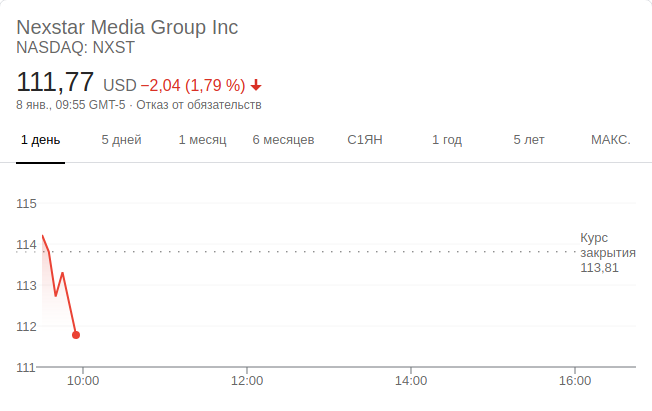 Nexstar Media Group Inc
NASDAQ: NXST
111,77 USD −2,04 (1,79 %)
8 янв., 09:55 GMT-5 · Отказ от обязательств
1 день 5 дней 1 месяц 6 месяцев С1ЯН 1 год 5 лет МАКС.
115
114
Курс
закрытия
113,81
113
112
111
10:00 12:00 14:00 16:00